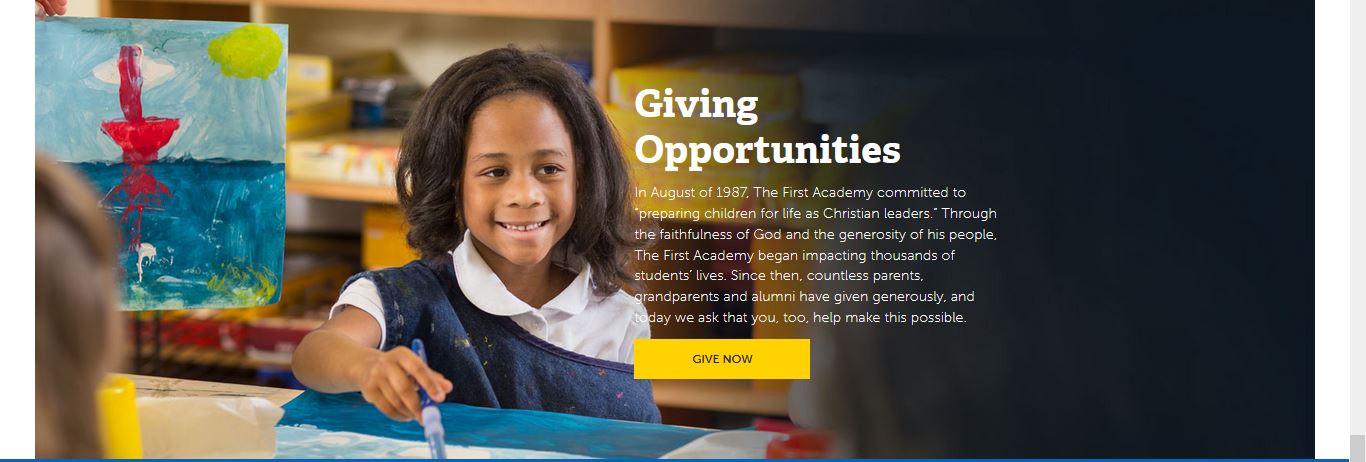 Giving
Opportunities
In August of 1987, The First Academy committed to
“preparing children for life as Christian leaders.” Through
the faithfulness of God and the generosity of his people,
The First Academy began impacting thousands of
students’ lives. Since then, countless parents,
grandparents and alumni have given generously, and
today we ask that you, too, help make this possible.
GIVE NOW